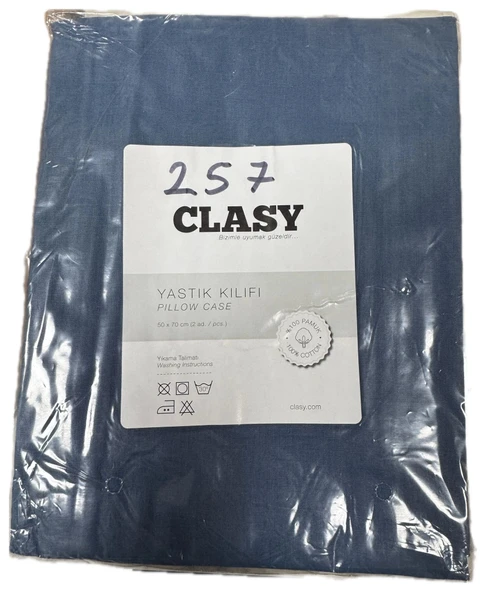 257
CLASY
Bizimle uyumak güzeldir...
YASTIK KILIFI
PILLOW CASE
50 x 70 cm (2 ad. / pcs.)
%100 PAMUK
100% COTTON
Yıkama Talimatı
Washing Instructions
30°
clasy.com